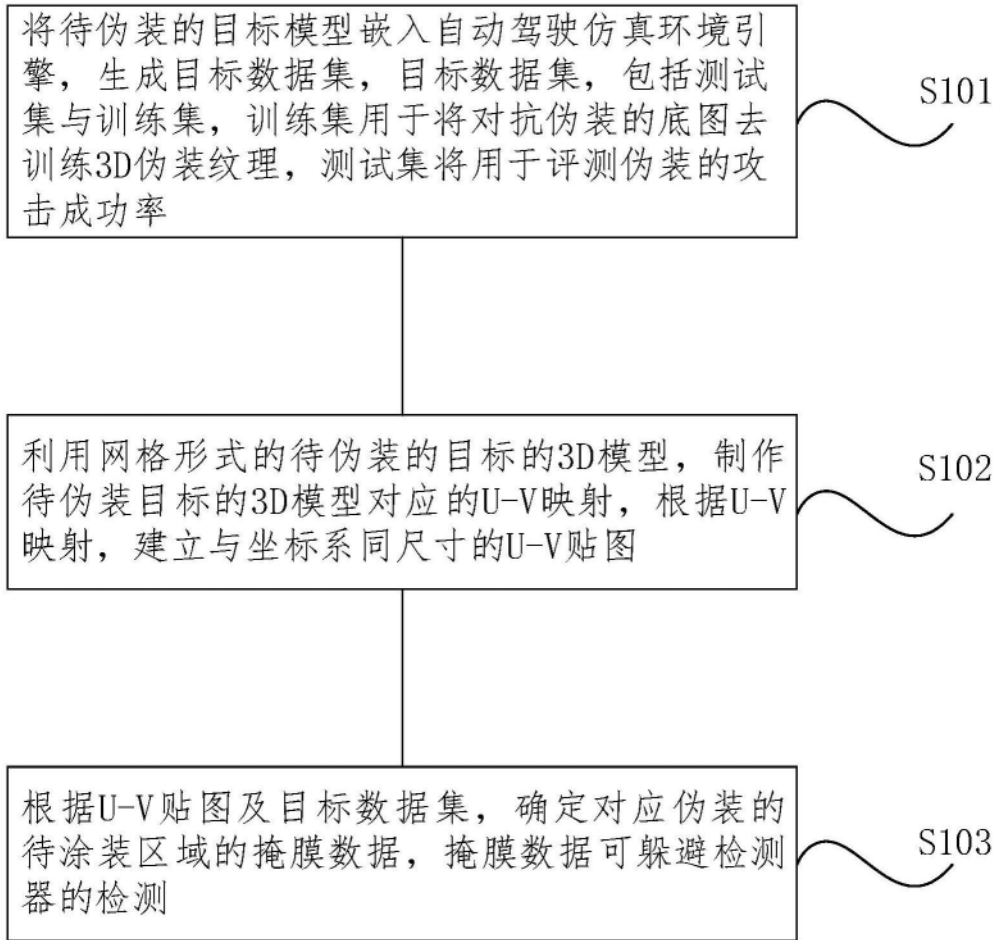 将待伪装的目标模型嵌入自动驾驶仿真环境引
擎，生成目标数据集，目标数据集，包括测试
集与训练集，训练集用于将对抗伪装的底图去
训练3D伪装纹理，测试集将用于评测伪装的攻
击成功率
S101
利用网格形式的待伪装的目标的3D模型，制作
待伪装目标的3D模型对应的U-V映射，根据U-V
映射，建立与坐标系同尺寸的U-V贴图
S102
根据U-V贴图及目标数据集，确定对应伪装的
待涂装区域的掩膜数据，掩膜数据可躲避检测
器的检测
S103